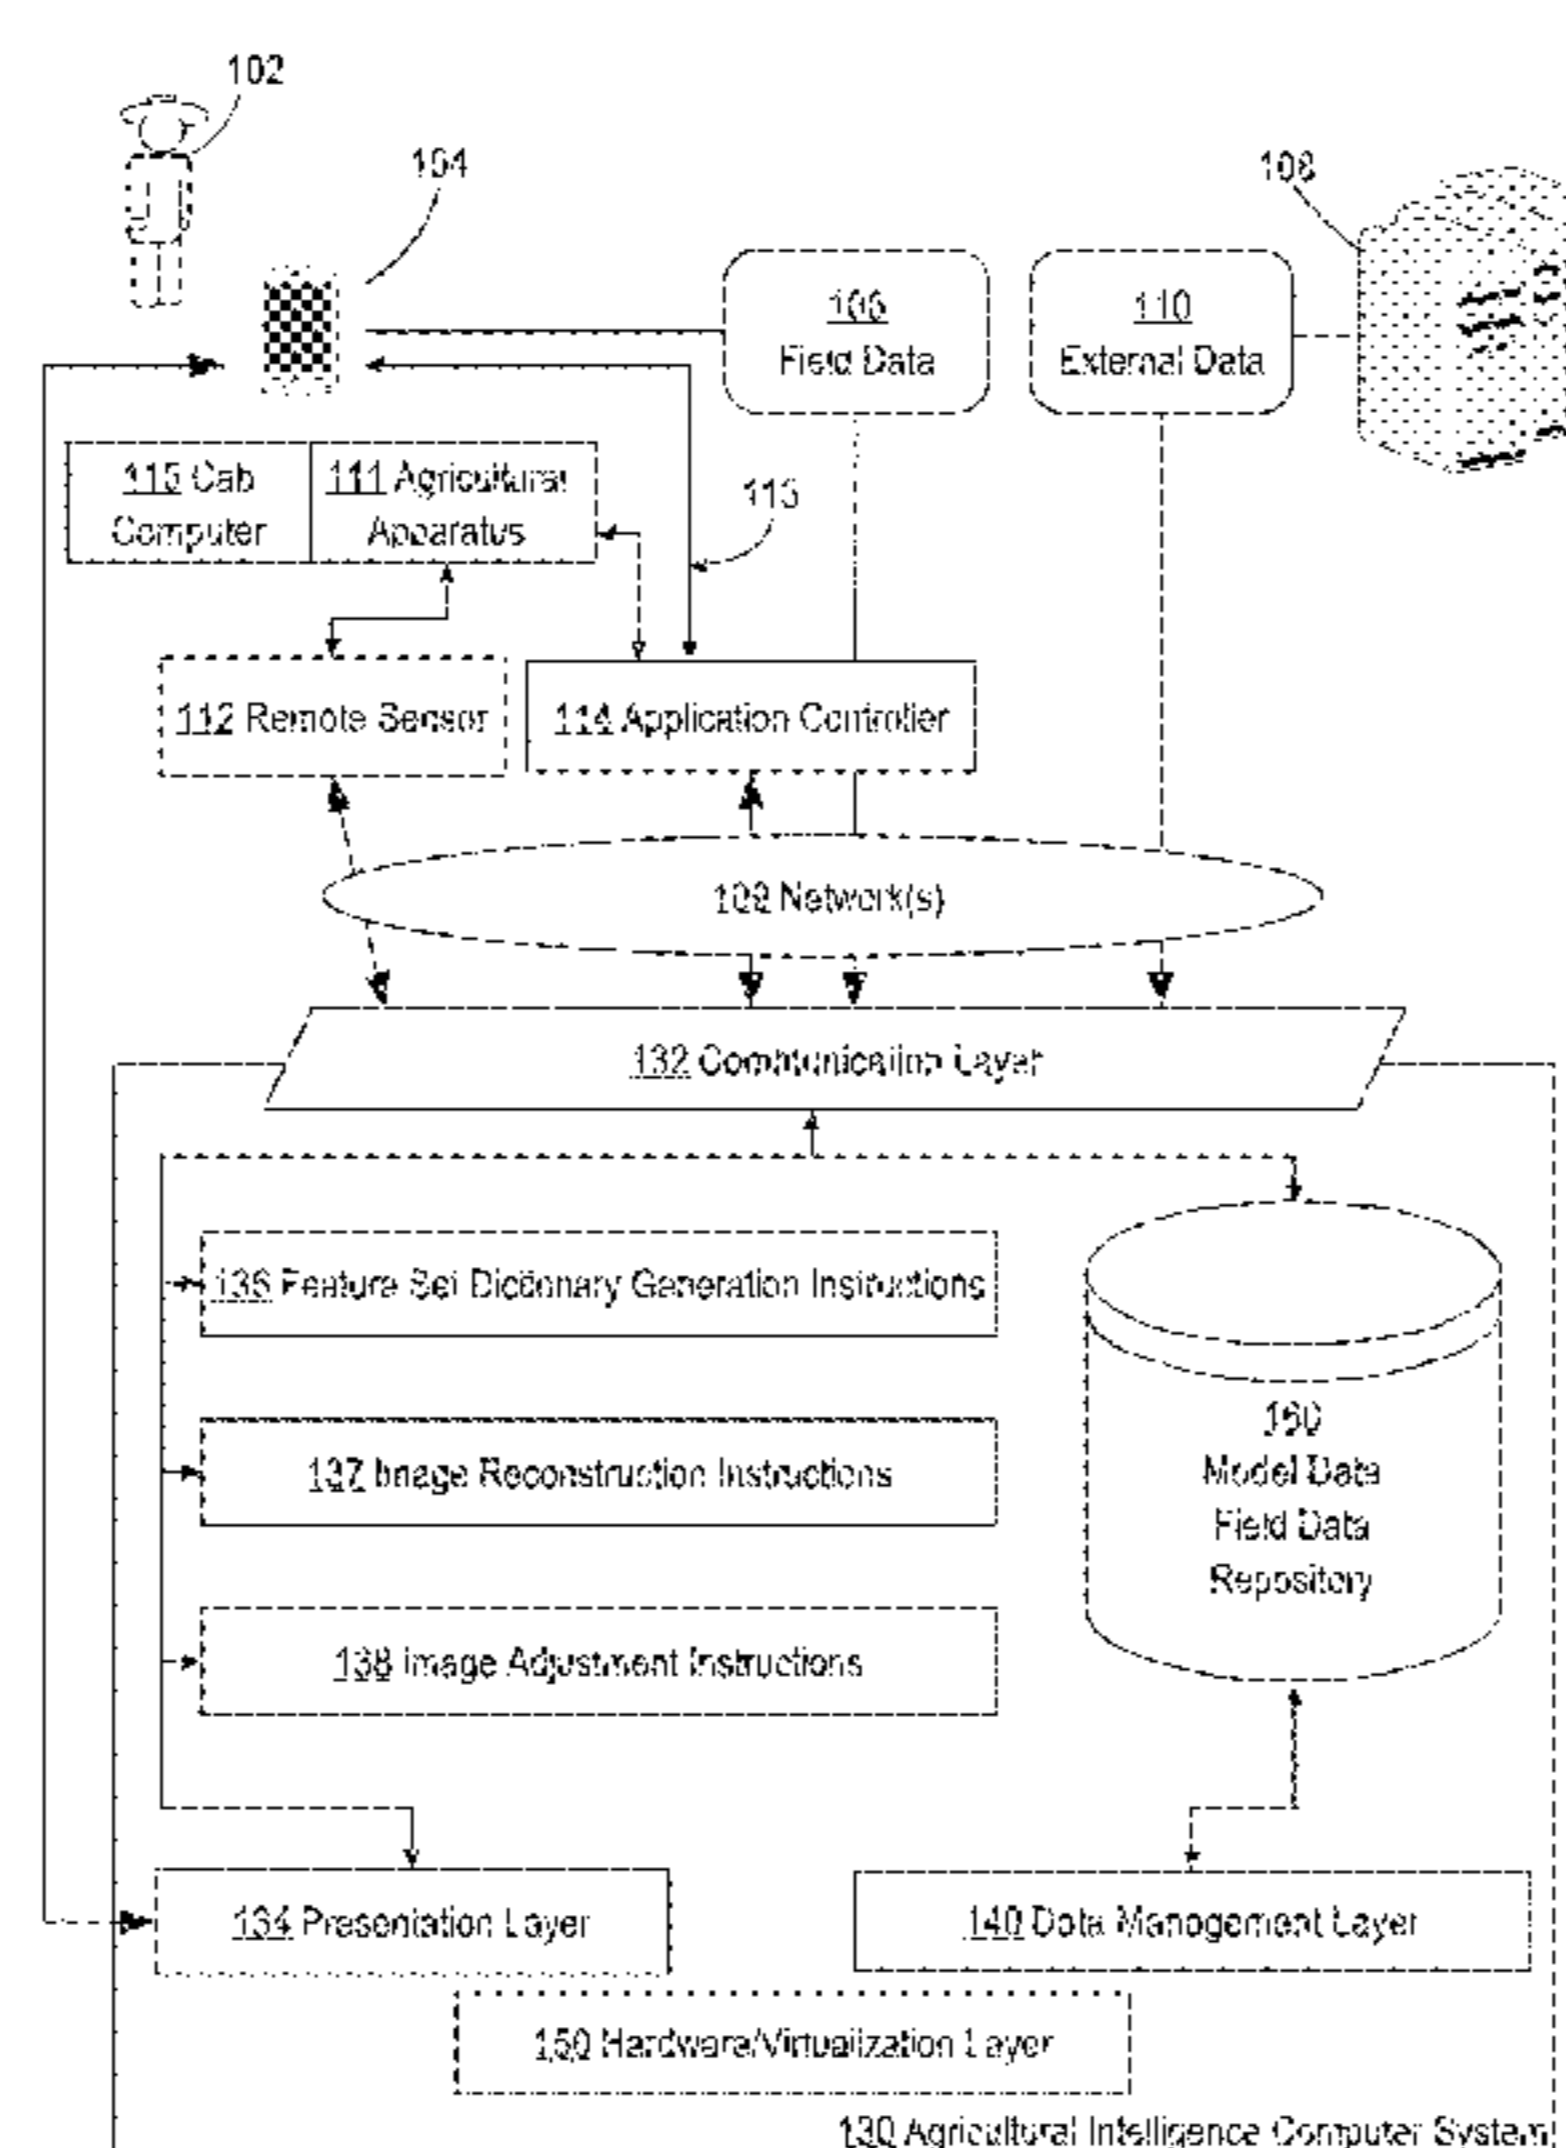 102
104
108
106
Field Data
110
External Data
115 Cab
Computer
111 Agricultural
Apparatus
113
112 Remote Sensor
114 Application Controller
109 Network(s)
132 Communication Layer
136 Feature Set Dictionary Generation Instructions
137 Image Reconstruction Instructions
138 Image Adjustment Instructions
160
Model Data
Field Data
Repository
134 Presentation Layer
140 Data Management Layer
150 Hardware/Virtualization Layer
130 Agricultural Intelligence Computer System